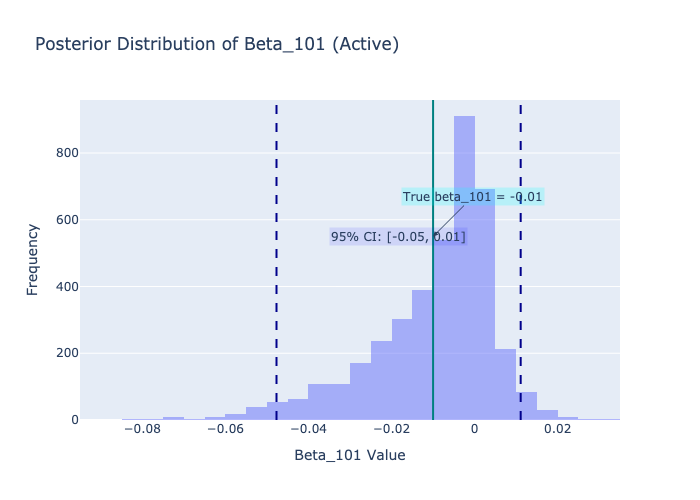 Posterior Distribution of Beta_101 (Active)
800
600
400
200
0
Frequency
True beta_101 = -0.01
95% CI: [-0.05, 0.01]
−0.08
−0.06
−0.04
−0.02
0
0.02
Beta_101 Value